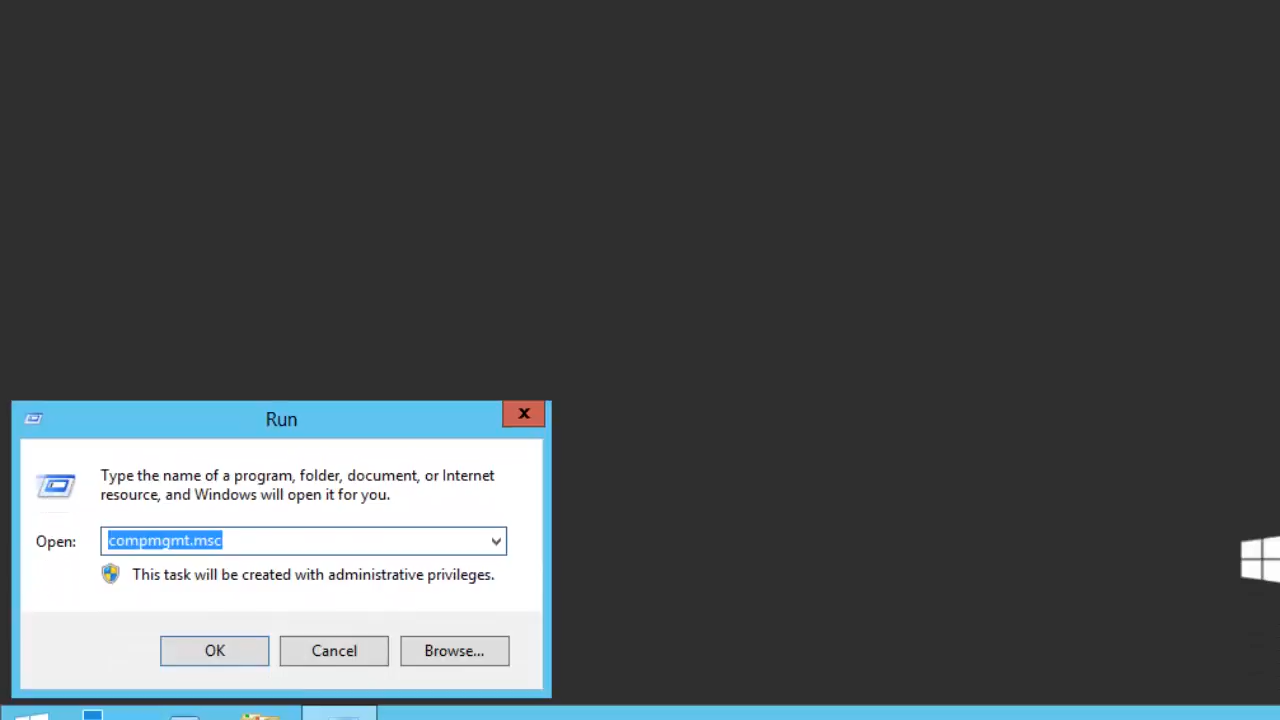 Run
x
Type the name of a program, folder, document, or Internet
resource, and Windows will open it for you.
Open: compmgmt.msc
This task will be created with administrative privileges.
OK Cancel Browse...